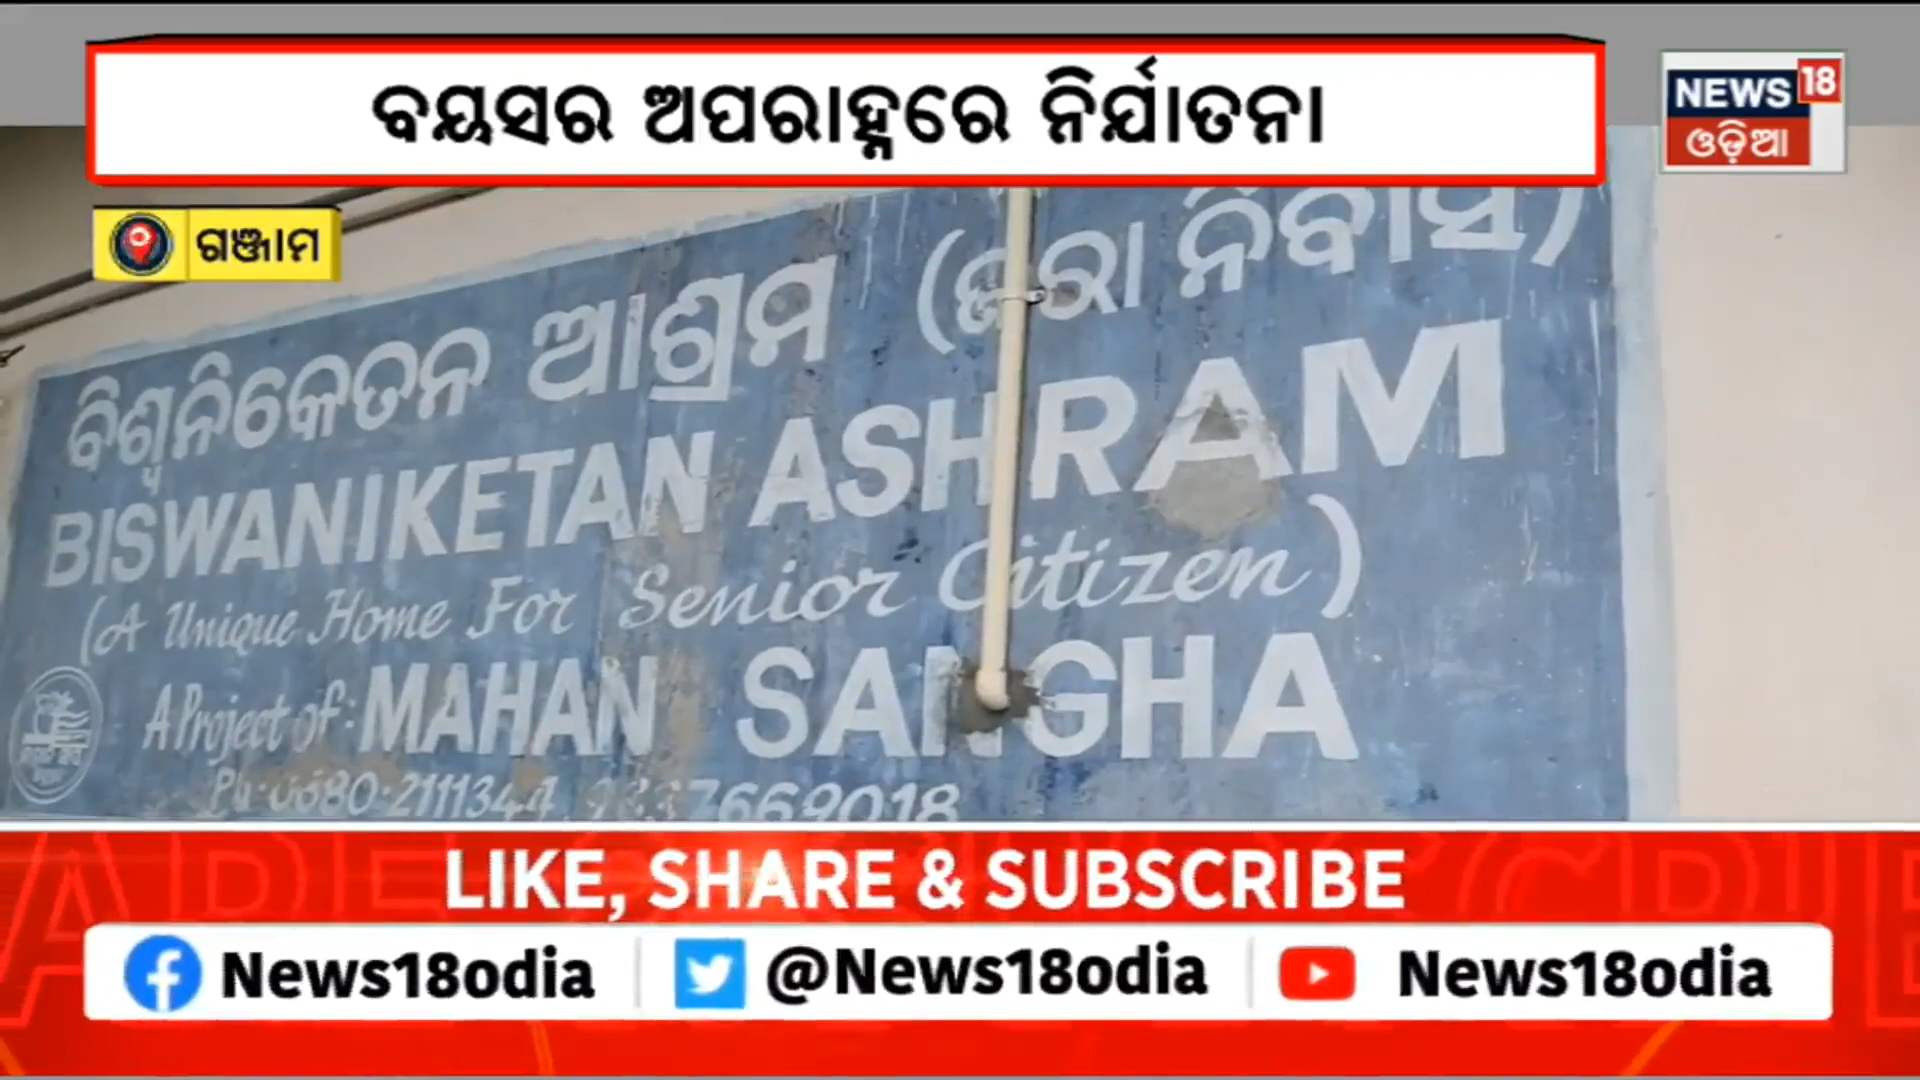 ବୟସର ଅପରାହ୍ନରେ ନିର୍ଯାତନା
NEWS 18
ଓଡ଼ିଆ
ଗଞ୍ଜାମ
ବିଶ୍ୱନିକେତନ ଆଶ୍ରମ (ଜରା ନିବାସ)
BISWANIKETAN ASHRAM
(A Unique Home For Senior Citizen)
A Project of: MAHAN SANGHA
LIKE, SHARE & SUBSCRIBE
News18odia @News18odia News18odia